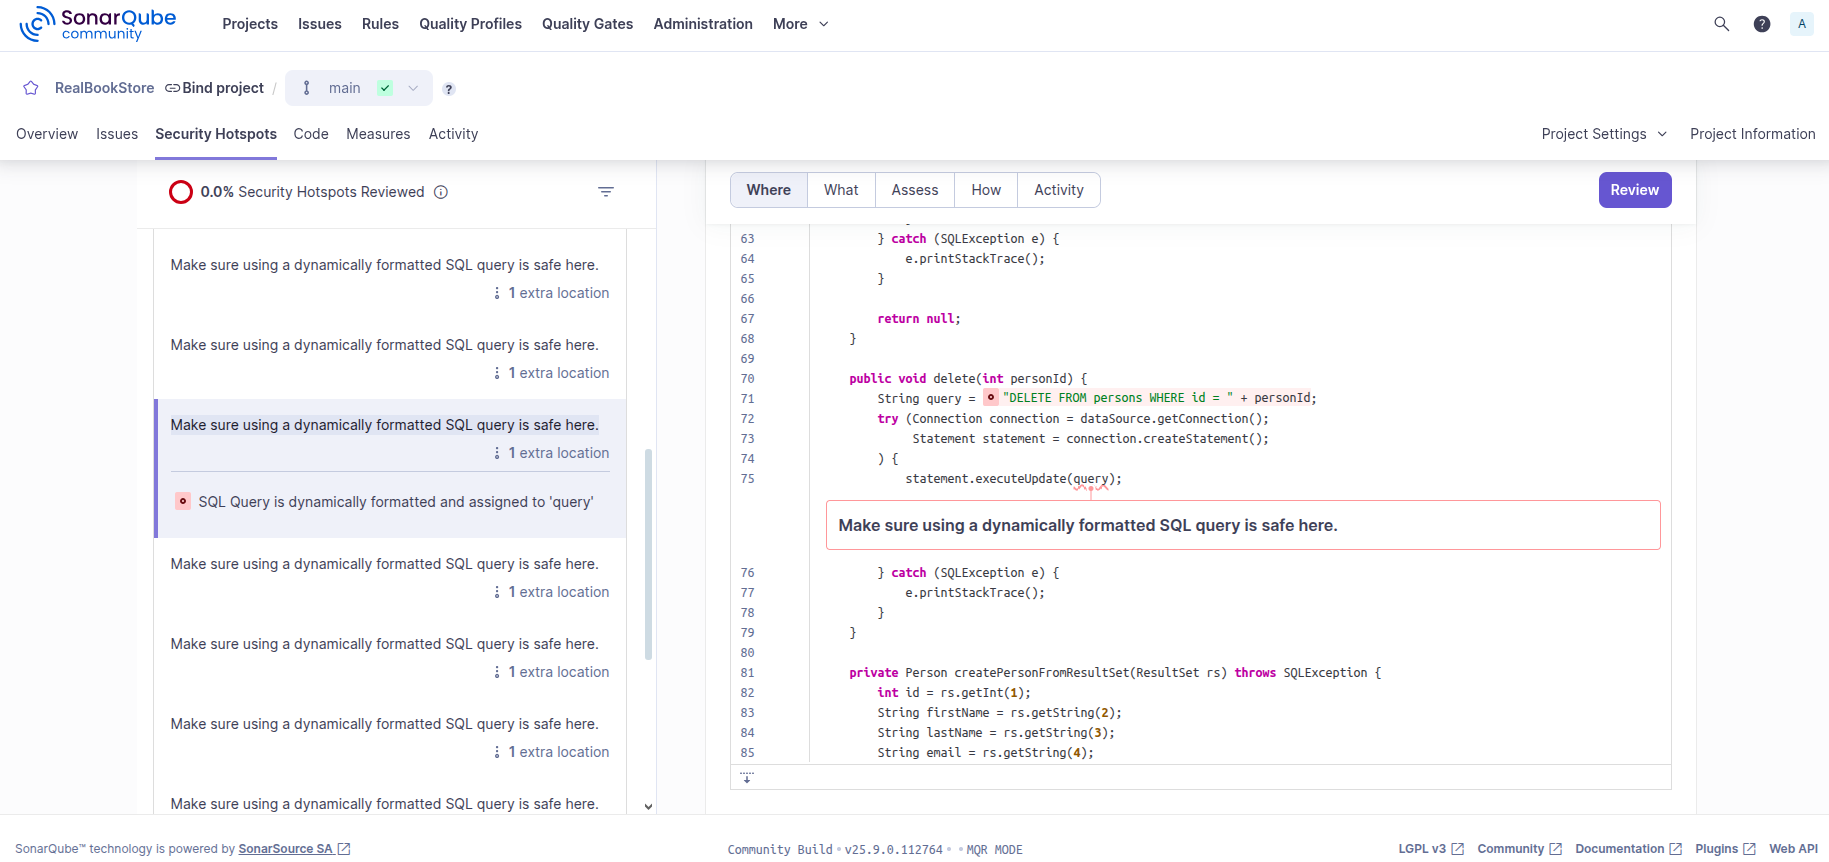 SonarQube community
Projects Issues Rules Quality Profiles Quality Gates Administration More
? A
RealBookStore Bind project / main ?
Overview Issues Security Hotspots Code Measures Activity Project Settings Project Information
0.0% Security Hotspots Reviewed
Make sure using a dynamically formatted SQL query is safe here.
1 extra location
Make sure using a dynamically formatted SQL query is safe here.
1 extra location
Make sure using a dynamically formatted SQL query is safe here.
1 extra location
SQL Query is dynamically formatted and assigned to 'query'
Make sure using a dynamically formatted SQL query is safe here.
1 extra location
Make sure using a dynamically formatted SQL query is safe here.
1 extra location
Make sure using a dynamically formatted SQL query is safe here.
1 extra location
Make sure using a dynamically formatted SQL query is safe here.
Where What Assess How Activity Review
63 } catch (SQLException e) {
64 e.printStackTrace();
65 }
66
67 return null;
68 }
69
70 public void delete(int personId) {
71 String query = "DELETE FROM persons WHERE id = " + personId;
72 try (Connection connection = dataSource.getConnection();
73 Statement statement = connection.createStatement();
74 ) {
75 statement.executeUpdate(query);
Make sure using a dynamically formatted SQL query is safe here.
76 } catch (SQLException e) {
77 e.printStackTrace();
78 }
79 }
80
81 private Person createPersonFromResultSet(ResultSet rs) throws SQLException {
82 int id = rs.getInt(1);
83 String firstName = rs.getString(2);
84 String lastName = rs.getString(3);
85 String email = rs.getString(4);
SonarQube™ technology is powered by SonarSource SA
Community Build • v25.9.0.112764 • • MQR MODE
LGPL v3 Community Documentation Plugins Web API